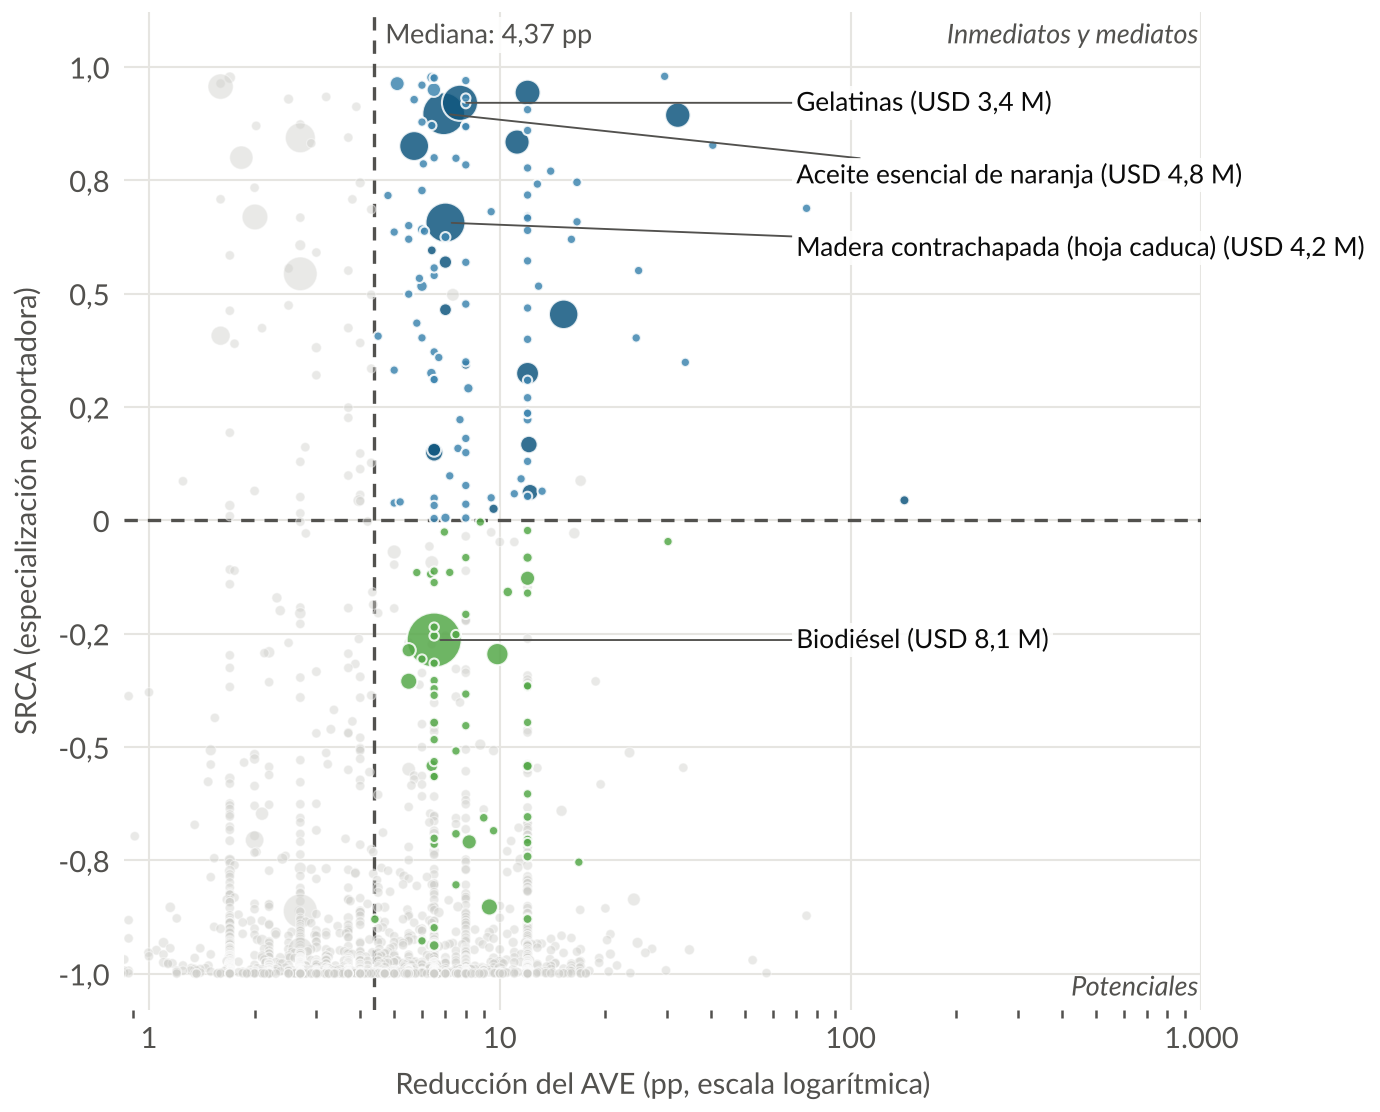 Mediana: 4,37 pp
Inmediatos y mediatos
1,0
Gelatinas (USD 3,4 M)
Aceite esencial de naranja (USD 4,8 M)
0,8
Madera contrachapada (hoja caduca) (USD 4,2 M)
0,5
0,2
0
-0,2
Biodiésel (USD 8,1 M)
-0,5
-0,8
-1,0
Potenciales
SRCA (especialización exportadora)
1
10
100
1.000
Reducción del AVE (pp, escala logarítmica)